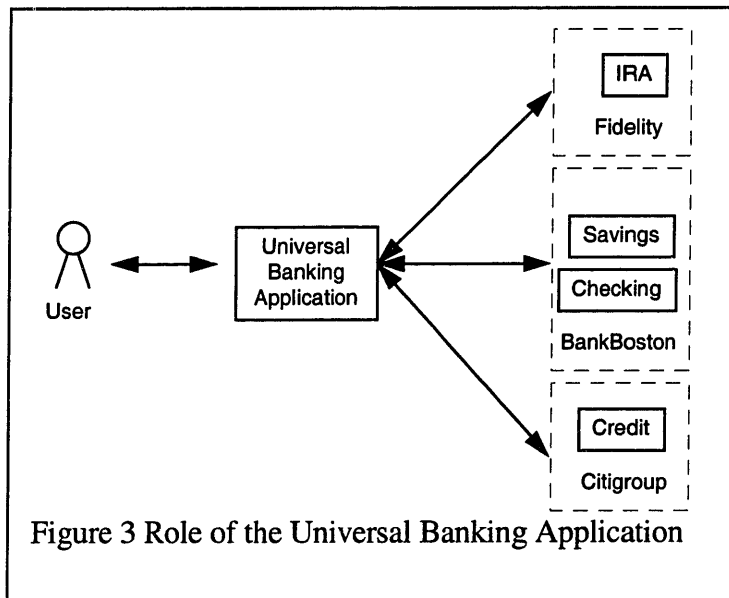 IRA
Fidelity
User
Universal
Banking
Application
Savings
Checking
BankBoston
Credit
Citigroup
Figure 3 Role of the Universal Banking Application